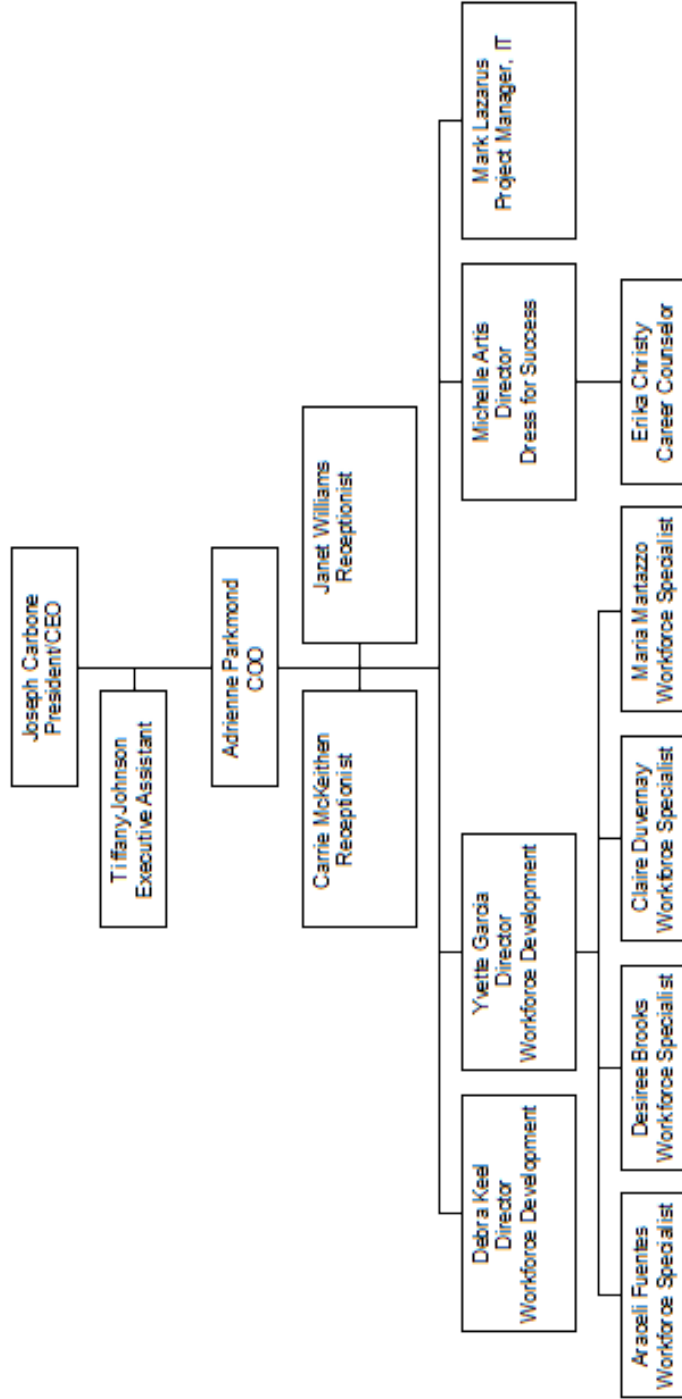 Joseph Carbone
President/CEO
Tiffany Johnson
Executive Assistant
Adrienne Parkmond
COO
Carrie McKeithen
Receptionist
Janet Williams
Receptionist
Debra Keel
Director
Workforce Development
Yvette Garcia
Director
Workforce Development
Michelle Artis
Director
Dress for Success
Mark Lazarus
Project Manager, IT
Araceli Fuentes
Workforce Specialist
Desiree Brooks
Workforce Specialist
Claire Duvernay
Workforce Specialist
Maria Martazzo
Workforce Specialist
Erika Christy
Career Counselor